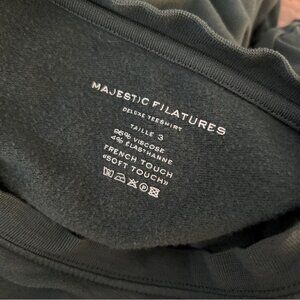 MAJESTIC FILATURES
DELUXE TEESHIRT
TAILLE 3
96% VISCOSE
4% ELASTHANNE
FRENCH TOUCH
«SOFT TOUCH»